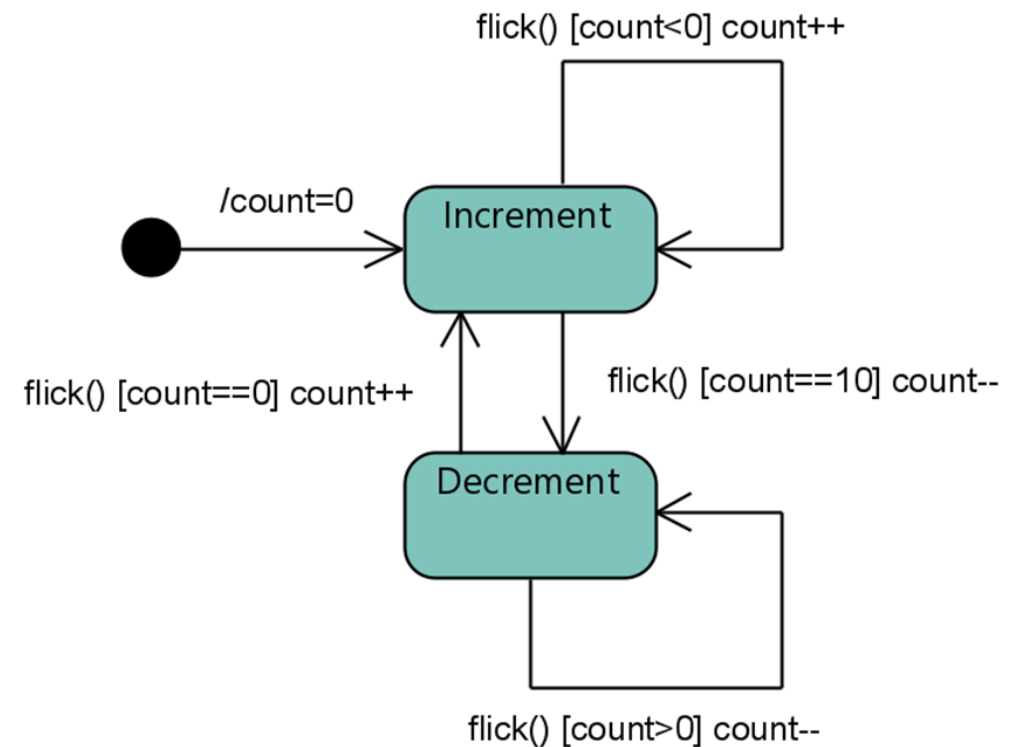 flick() [count<0] count++
/count=0
Increment
flick() [count==0] count++
flick() [count==10] count--
Decrement
flick() [count>0] count--